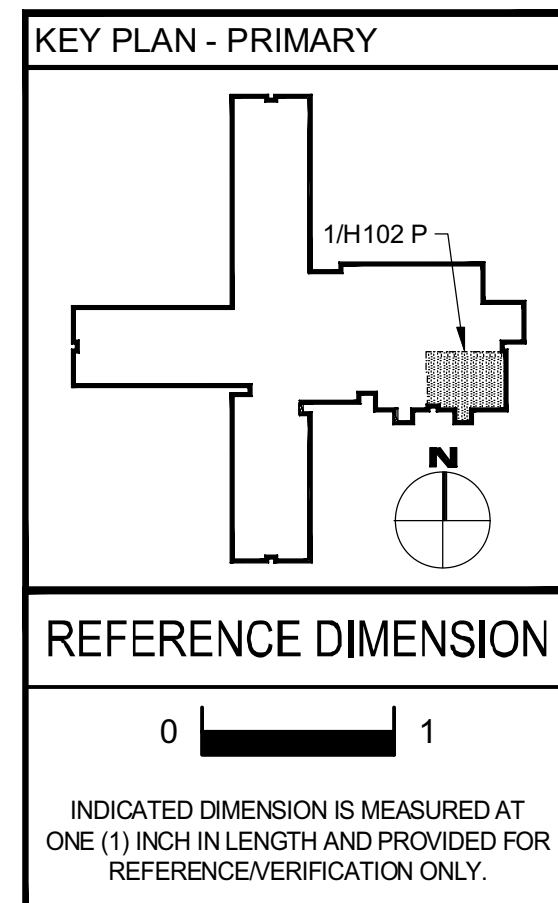 KEY PLAN - PRIMARY
1/H102 P
N
REFERENCE DIMENSION
0 1
INDICATED DIMENSION IS MEASURED AT
ONE (1) INCH IN LENGTH AND PROVIDED FOR
REFERENCE/VERIFICATION ONLY.